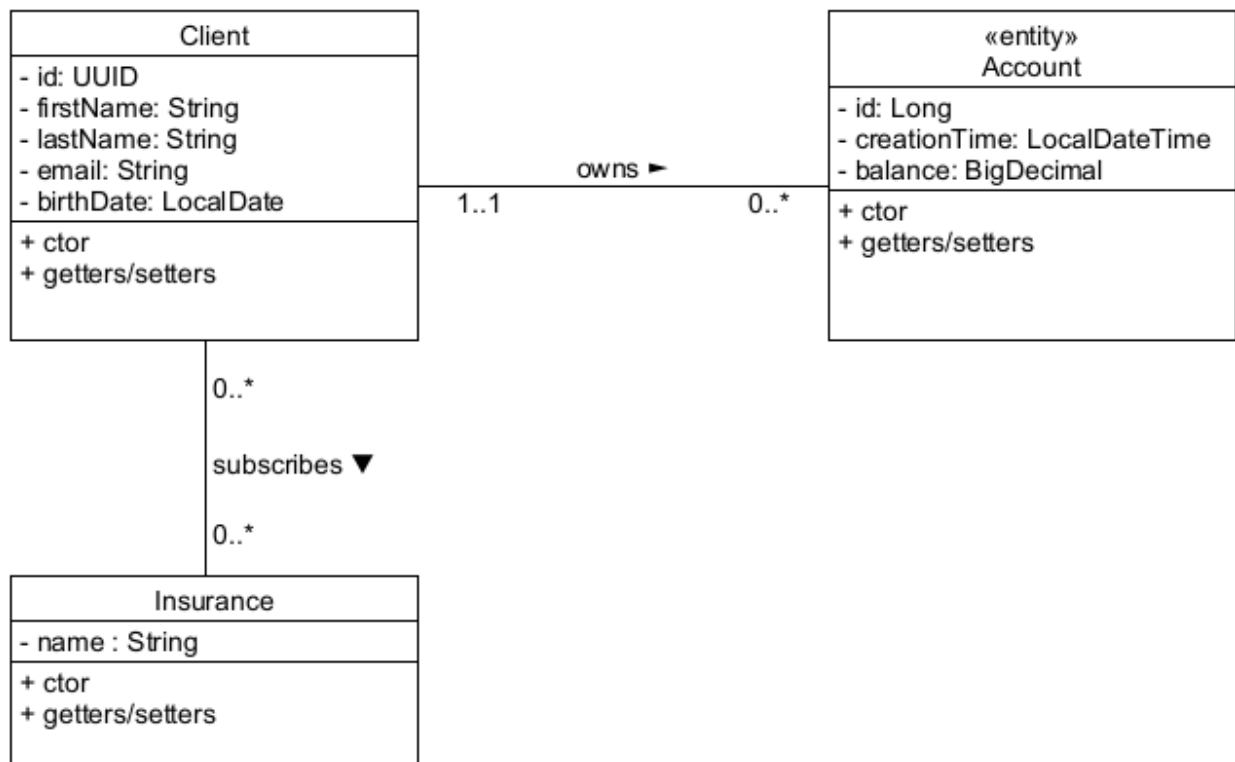 Client
- id: UUID
- firstName: String
- lastName: String
- email: String
- birthDate: LocalDate
+ ctor
+ getters/setters
owns ►
1..1
0..*
«entity»
Account
- id: Long
- creationTime: LocalDateTime
- balance: BigDecimal
+ ctor
+ getters/setters
0..*
subscribes ▼
0..*
Insurance
- name : String
+ ctor
+ getters/setters